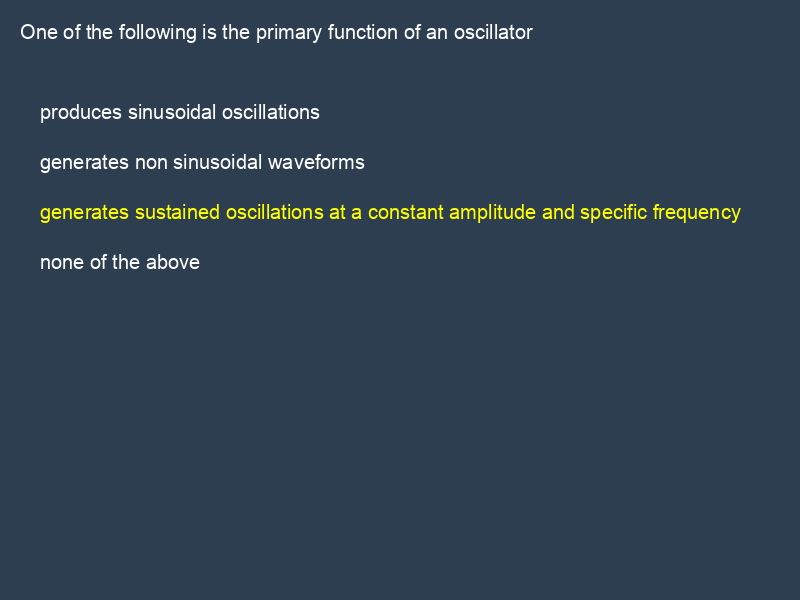 One of the following is the primary function of an oscillator
produces sinusoidal oscillations
generates non sinusoidal waveforms
generates sustained oscillations at a constant amplitude and specific frequency
none of the above